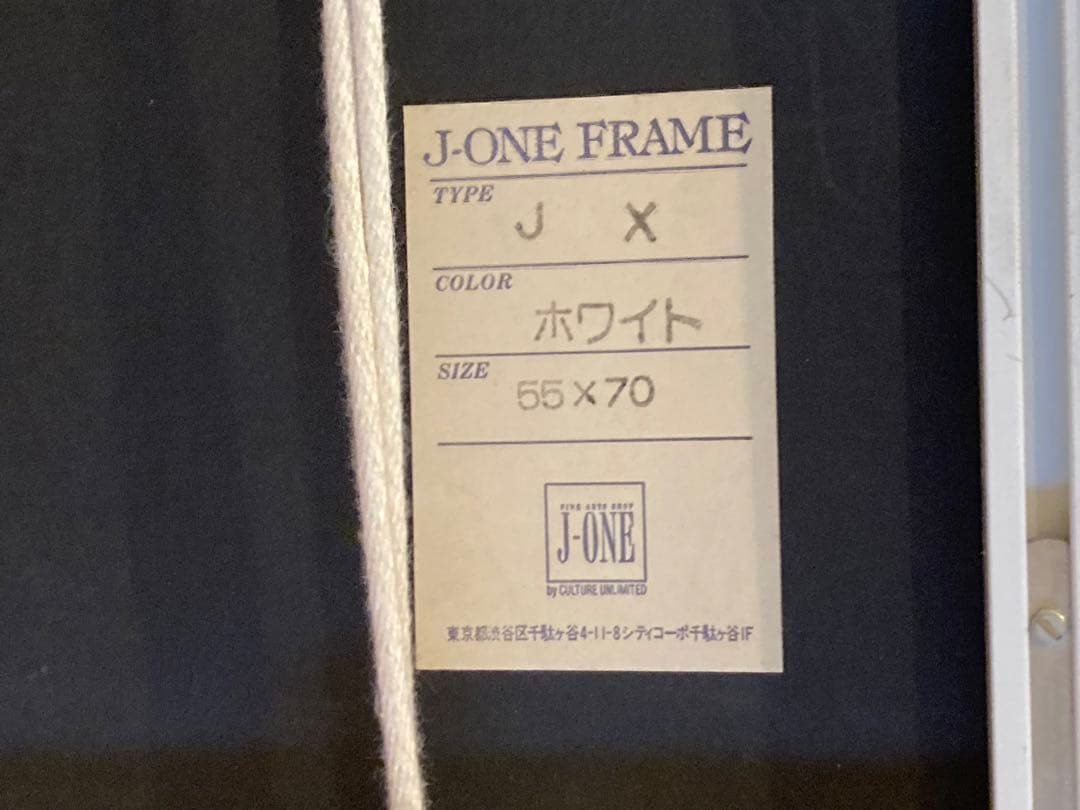 J-ONE FRAME
TYPE
J X
COLOR
ホワイト
SIZE
55×70
FINE ARTS SHOP
J-ONE
by CULTURE UNLIMITED
東京都渋谷区千駄ヶ谷4-11-8シティコーポ千駄ヶ谷1F